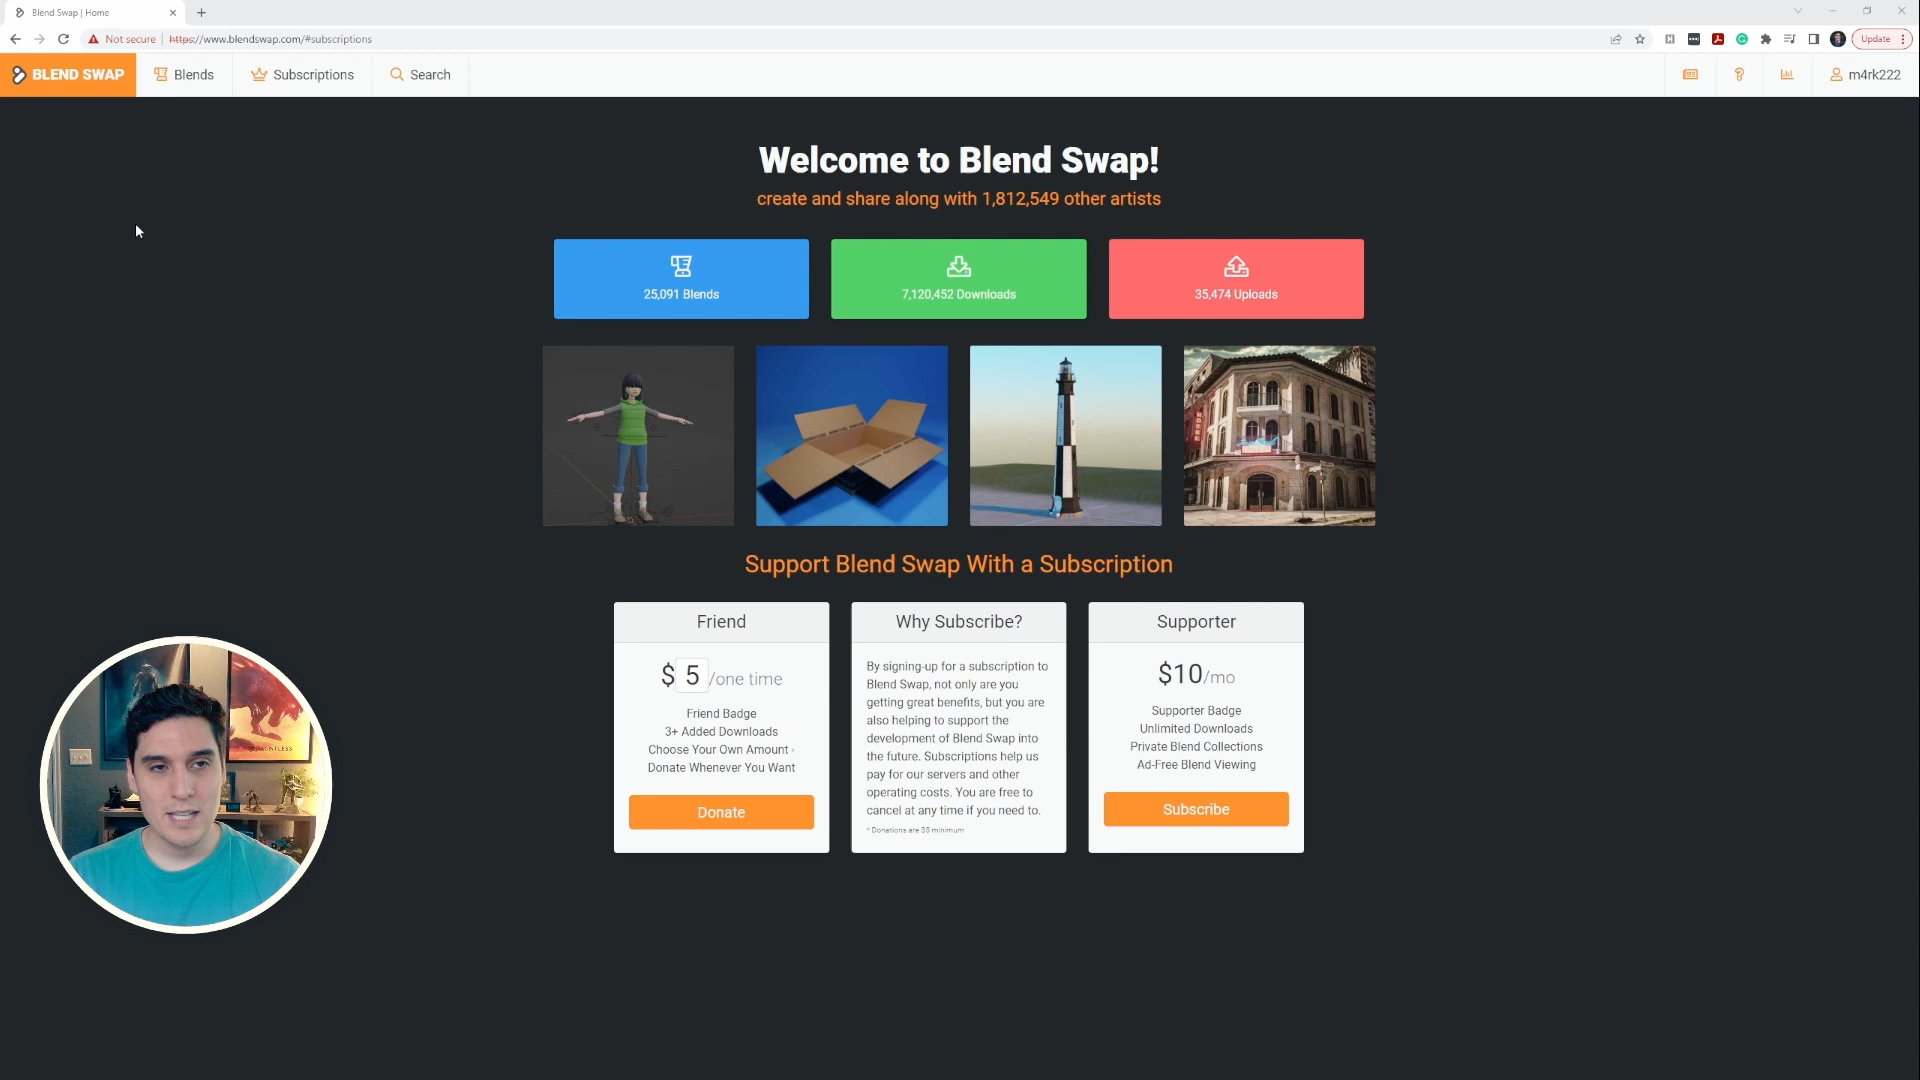 Blend Swap | Home
Not secure https://www.blendswap.com/#subscriptions
Update
BLEND SWAP
Blends
Subscriptions
Search
m4rk222
Welcome to Blend Swap!
create and share along with 1,812,549 other artists
25,091 Blends
7,120,452 Downloads
35,474 Uploads
Support Blend Swap With a Subscription
Friend
$ 5 /one time
Friend Badge
3+ Added Downloads
Choose Your Own Amount *
Donate Whenever You Want
Donate
Why Subscribe?
By signing-up for a subscription to
Blend Swap, not only are you
getting great benefits, but you are
also helping to support the
development of Blend Swap into
the future. Subscriptions help us
pay for our servers and other
operating costs. You are free to
cancel at any time if you need to.
* Donations are $5 minimum
Supporter
$10/mo
Supporter Badge
Unlimited Downloads
Private Blend Collections
Ad-Free Blend Viewing
Subscribe